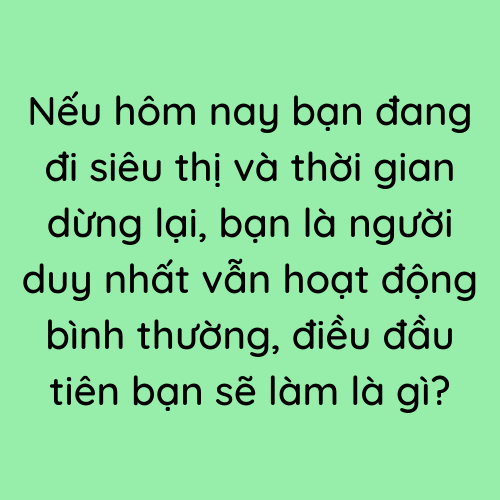 Nếu hôm nay bạn đang
đi siêu thị và thời gian
dừng lại, bạn là người
duy nhất vẫn hoạt động
bình thường, điều đầu
tiên bạn sẽ làm là gì?